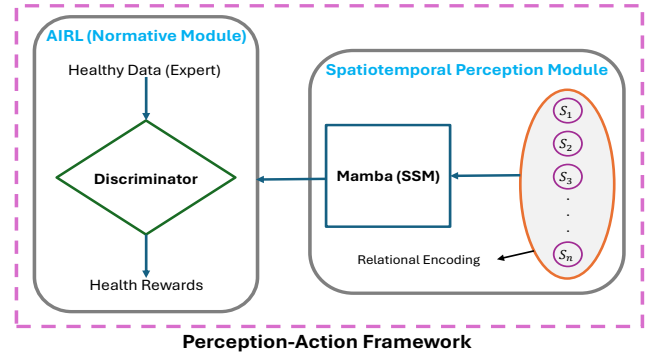 AIRL (Normative Module)
Healthy Data (Expert)
Discriminator
Health Rewards
Spatiotemporal Perception Module
Mamba (SSM)
S₁
S₂
S₃
.
.
.
Sₙ
Relational Encoding
Perception-Action Framework